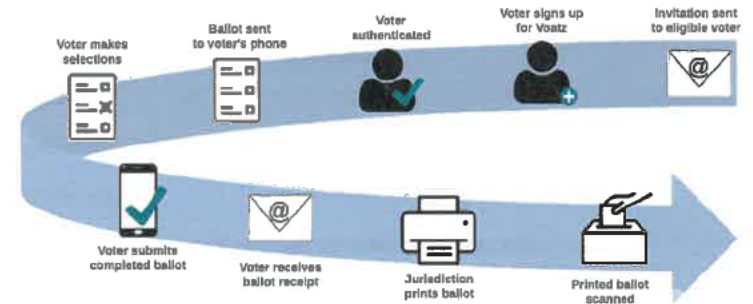 Invitation sent
to eligible voter
Voter signs up
for Voatz
Voter
authenticated
Ballot sent
to voter's phone
Voter makes
selections
Voter submits
completed ballot
Voter receives
ballot receipt
Jurisdiction
prints ballot
Printed ballot
scanned
@
@